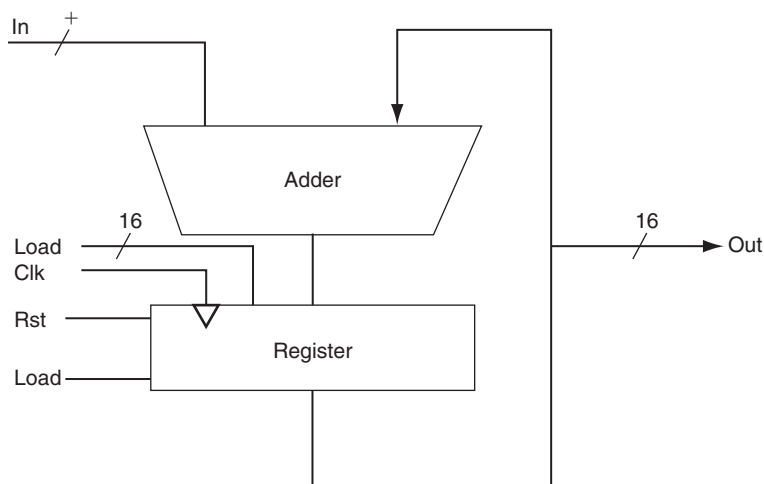 In
+
Adder
16
16
Load
Out
Clk
Rst
Register
Load